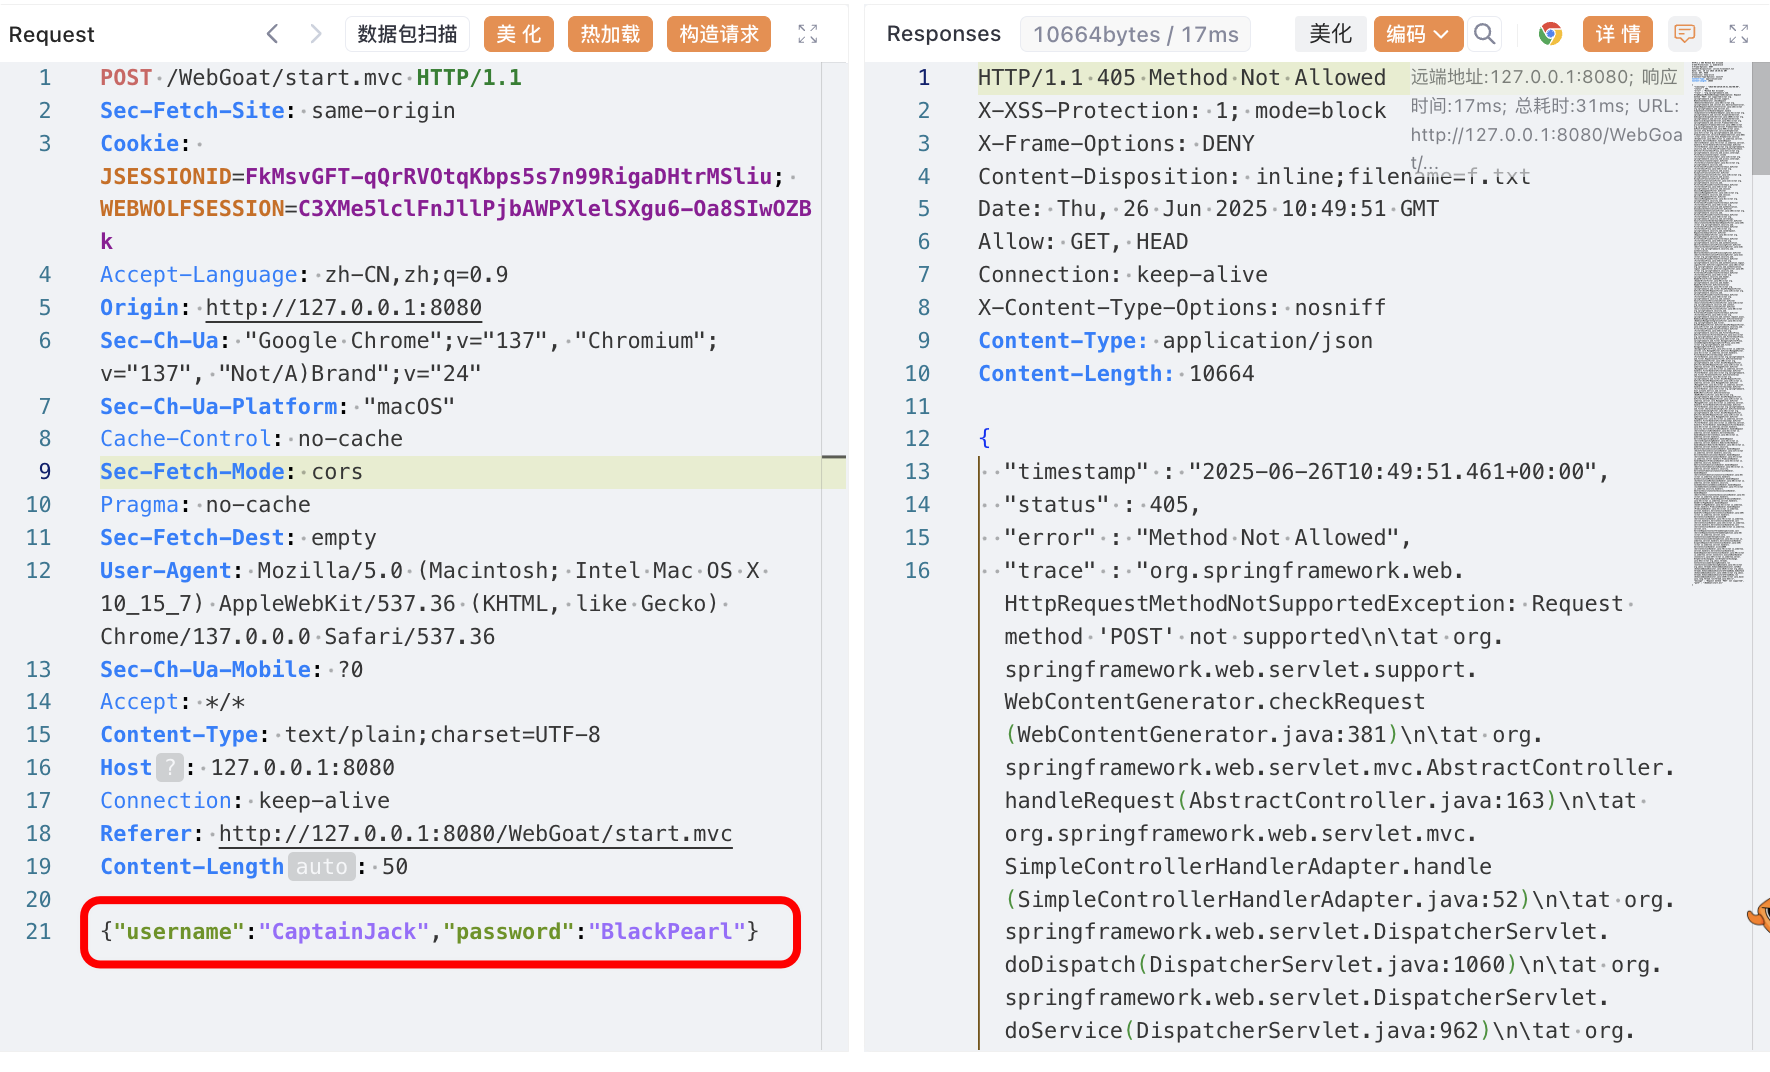 Request
数据包扫描
美 化
热加载
构造请求
1 POST /WebGoat/start.mvc HTTP/1.1
2 Sec-Fetch-Site: same-origin
3 Cookie:
JSESSIONID=FkMsvGFT-qQrRVOtqKbps5s7n99RigaDHtrMSliu;
WEBWOLFSESSION=C3XMe5lclFnJllPjbAWPXlelSXgu6-Oa8SIwOZB
k
4 Accept-Language: zh-CN,zh;q=0.9
5 Origin: http://127.0.0.1:8080
6 Sec-Ch-Ua: "Google Chrome";v="137", "Chromium";
v="137", "Not/A)Brand";v="24"
7 Sec-Ch-Ua-Platform: "macOS"
8 Cache-Control: no-cache
9 Sec-Fetch-Mode: cors
10 Pragma: no-cache
11 Sec-Fetch-Dest: empty
12 User-Agent: Mozilla/5.0 (Macintosh; Intel Mac OS X
10_15_7) AppleWebKit/537.36 (KHTML, like Gecko)
Chrome/137.0.0.0 Safari/537.36
13 Sec-Ch-Ua-Mobile: ?0
14 Accept: */*
15 Content-Type: text/plain;charset=UTF-8
16 Host ? : 127.0.0.1:8080
17 Connection: keep-alive
18 Referer: http://127.0.0.1:8080/WebGoat/start.mvc
19 Content-Length auto : 50
20
21 {"username":"CaptainJack","password":"BlackPearl"}
Responses
10664bytes / 17ms
美化
编码
详 情
1 HTTP/1.1 405 Method Not Allowed
2 X-XSS-Protection: 1; mode=block
3 X-Frame-Options: DENY
4 Content-Disposition: inline;filename=f.txt
5 Date: Thu, 26 Jun 2025 10:49:51 GMT
6 Allow: GET, HEAD
7 Connection: keep-alive
8 X-Content-Type-Options: nosniff
9 Content-Type: application/json
10 Content-Length: 10664
11
12 {
13 "timestamp" : "2025-06-26T10:49:51.461+00:00",
14 "status" : 405,
15 "error" : "Method Not Allowed",
16 "trace" : "org.springframework.web.
HttpRequestMethodNotSupportedException: Request
method 'POST' not supported\n\tat org.
springframework.web.servlet.support.
WebContentGenerator.checkRequest
(WebContentGenerator.java:381)\n\tat org.
springframework.web.servlet.mvc.AbstractController.
handleRequest(AbstractController.java:163)\n\tat
org.springframework.web.servlet.mvc.
SimpleControllerHandlerAdapter.handle
(SimpleControllerHandlerAdapter.java:52)\n\tat org.
springframework.web.servlet.DispatcherServlet.
doDispatch(DispatcherServlet.java:1060)\n\tat org.
springframework.web.servlet.DispatcherServlet.
doService(DispatcherServlet.java:962)\n\tat org.
远端地址:127.0.0.1:8080; 响应
时间:17ms; 总耗时:31ms; URL:
http://127.0.0.1:8080/WebGoa
t/...